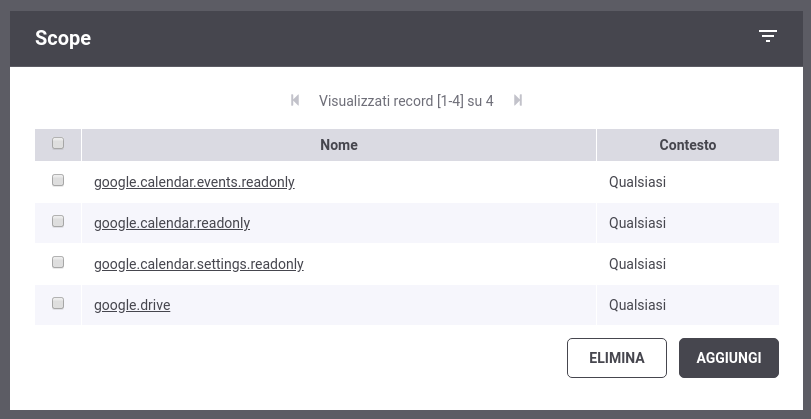 Scope
Visualizzati record [1-4] su 4
Nome Contesto
google.calendar.events.readonly Qualsiasi
google.calendar.readonly Qualsiasi
google.calendar.settings.readonly Qualsiasi
google.drive Qualsiasi
ELIMINA AGGIUNGI